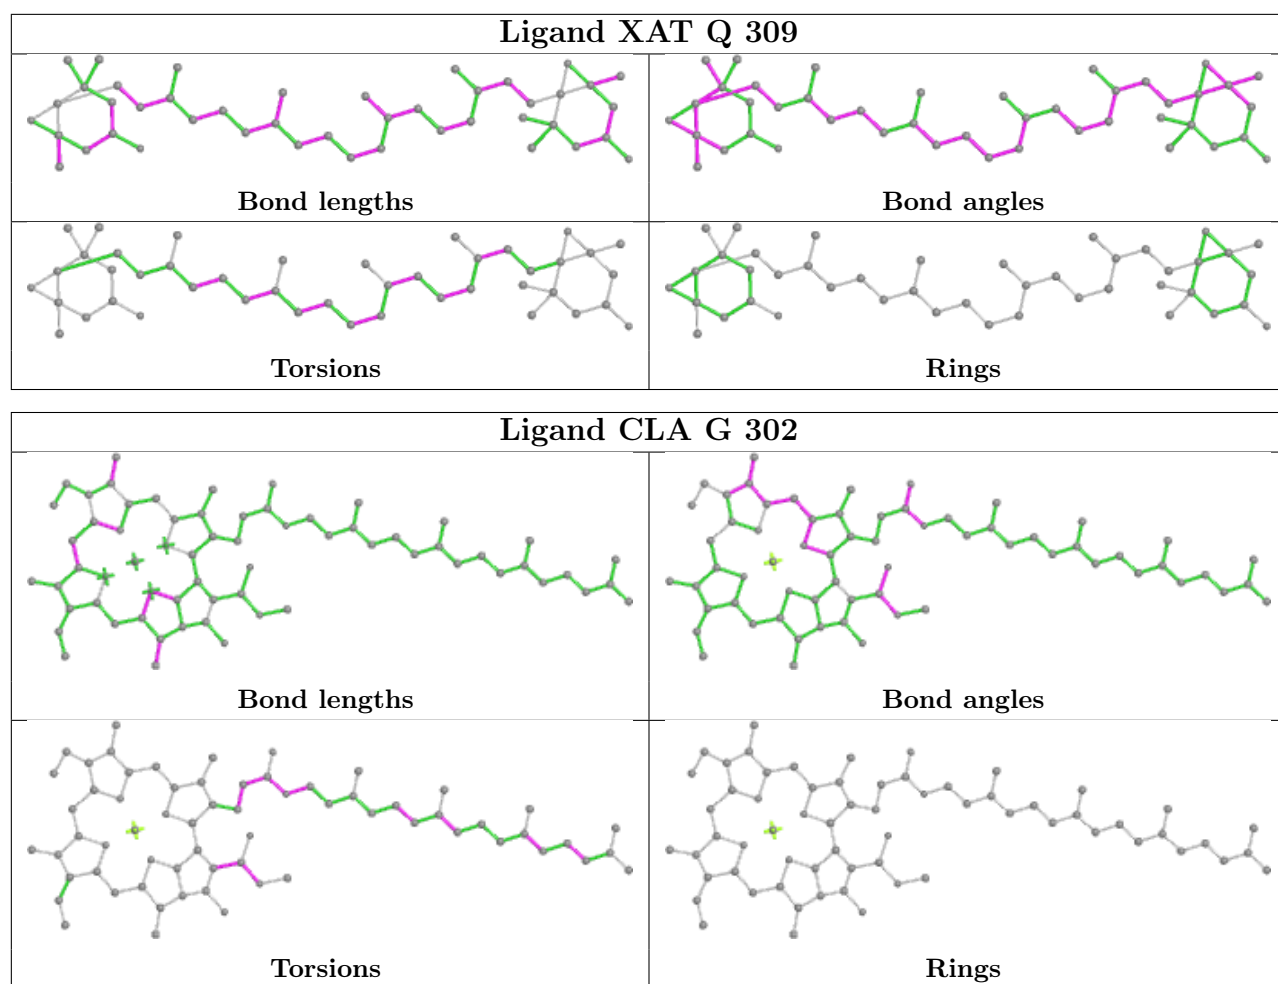 Ligand XAT Q 309
Bond lengths
Bond angles
Torsions
Rings
Ligand CLA G 302
Bond lengths
Bond angles
Torsions
Rings